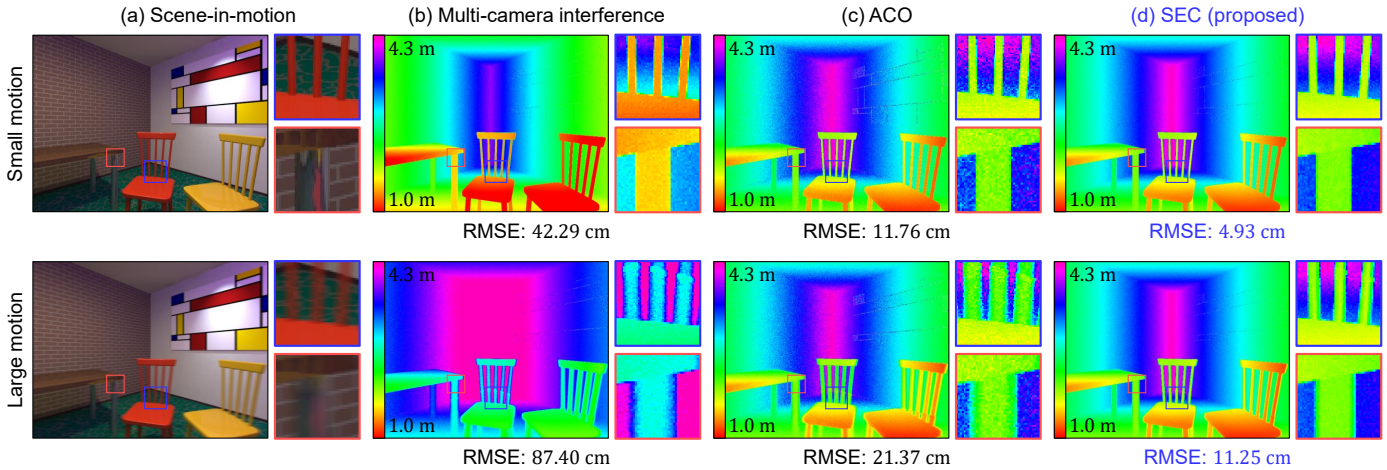 (a) Scene-in-motion
(b) Multi-camera interference
(c) ACO
(d) SEC (proposed)
Small motion
4.3 m
1.0 m
4.3 m
1.0 m
4.3 m
1.0 m
RMSE: 42.29 cm
RMSE: 11.76 cm
RMSE: 4.93 cm
Large motion
4.3 m
1.0 m
4.3 m
1.0 m
4.3 m
1.0 m
RMSE: 87.40 cm
RMSE: 21.37 cm
RMSE: 11.25 cm